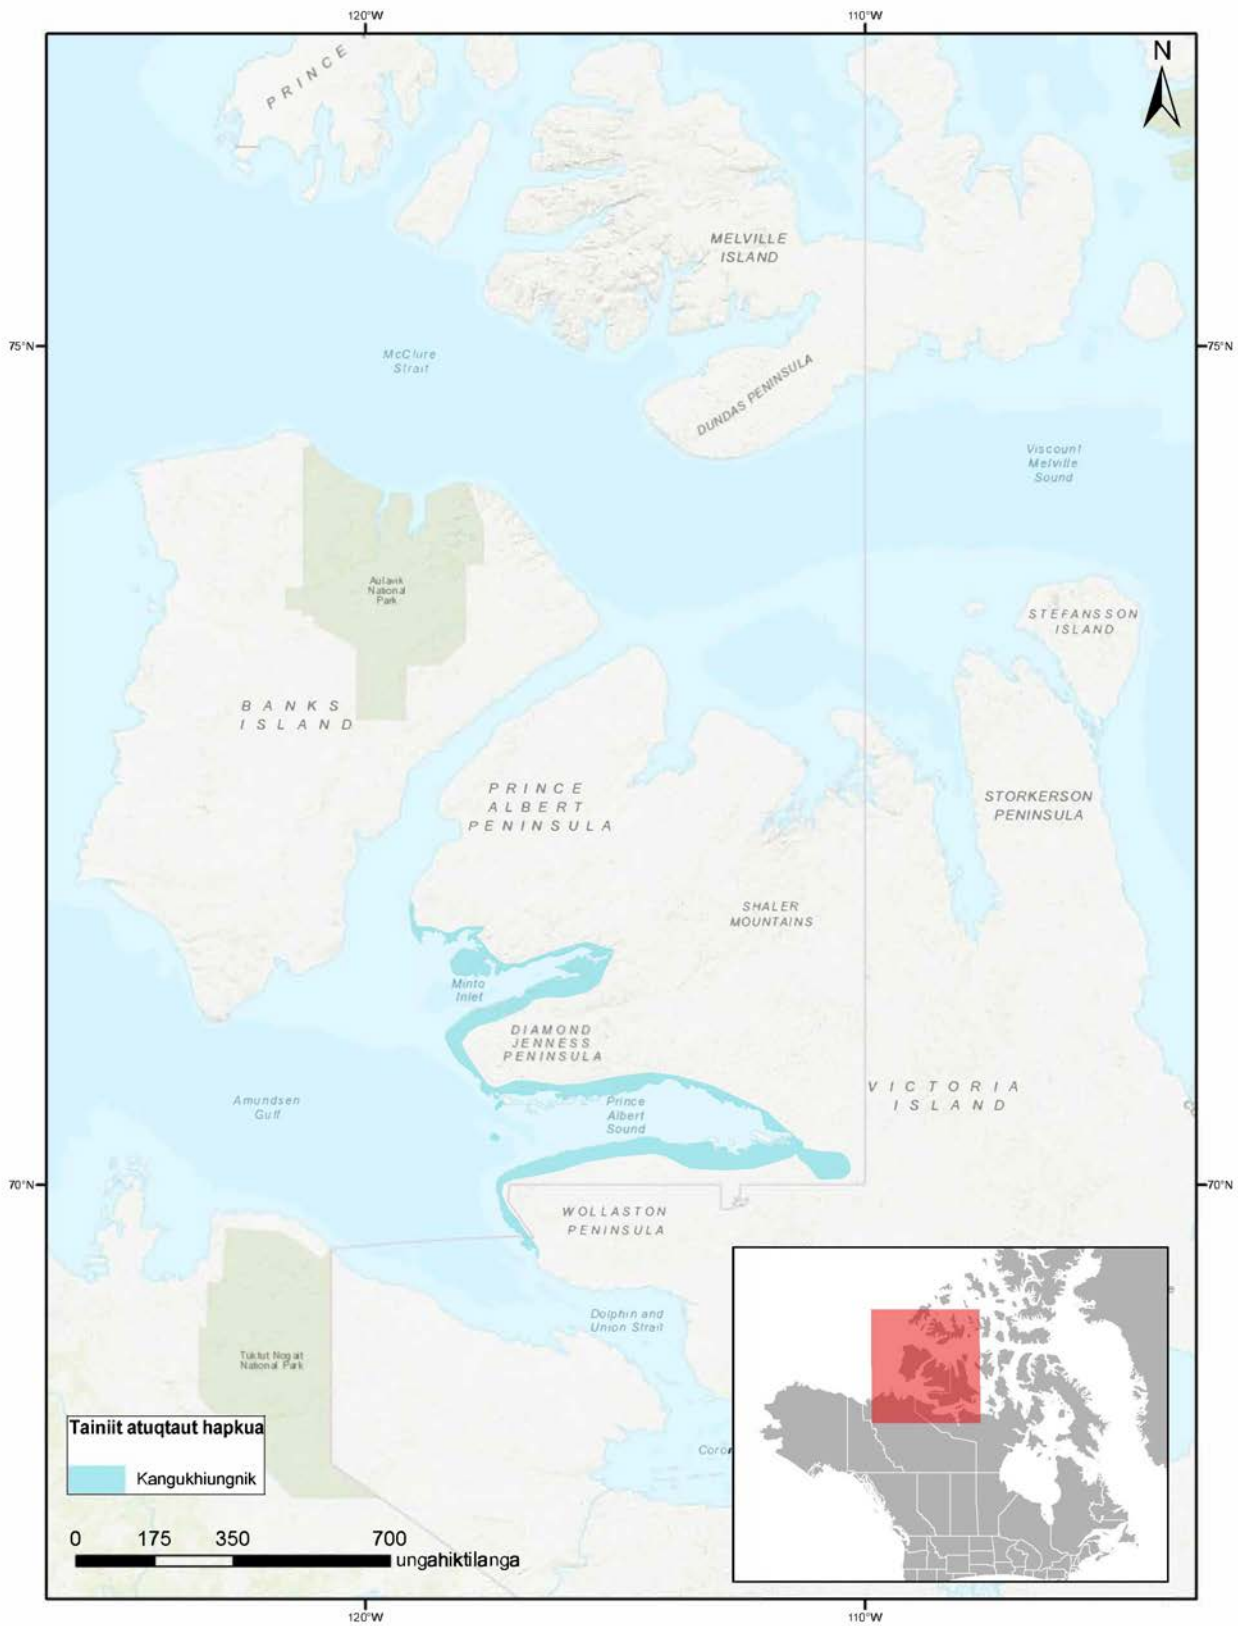 120°W
110°W
N
PRINCE
MELVILLE
ISLAND
75°N
75°N
McClure
Strait
DUNDAS PENINSULA
Viscount
Melville
Sound
Aulavik
National
Park
STEFANSSON
ISLAND
BANKS
ISLAND
PRINCE
ALBERT
PENINSULA
STORKERSON
PENINSULA
SHALER
MOUNTAINS
Minto
Inlet
DIAMOND
JENNESS
PENINSULA
VICTORIA
ISLAND
Amundsen
Gulf
Prince
Albert
Sound
70°N
70°N
WOLLASTON
PENINSULA
Dolphin and
Union Strait
Tuktut Nogait
National Park
Tainiit atuqtaut hapkua
Kangukhiungnik
Coron
0 175 350 700
ungahiktilanga
120°W
110°W